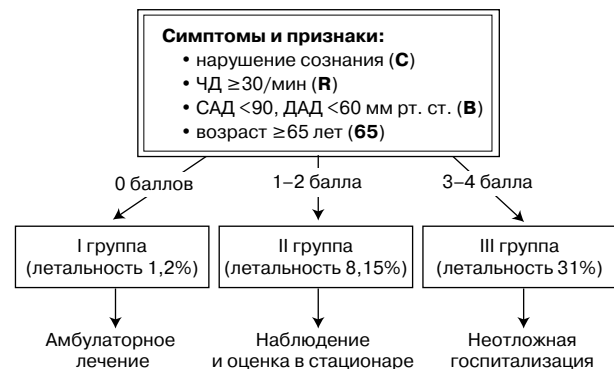 Симптомы и признаки:
• нарушение сознания (C)
• ЧД ≥30/мин (R)
• САД <90, ДАД <60 мм рт. ст. (B)
• возраст ≥65 лет (65)
0 баллов
1–2 балла
3–4 балла
I группа
(летальность 1,2%)
II группа
(летальность 8,15%)
III группа
(летальность 31%)
Амбулаторное
лечение
Наблюдение
и оценка в стационаре
Неотложная
госпитализация